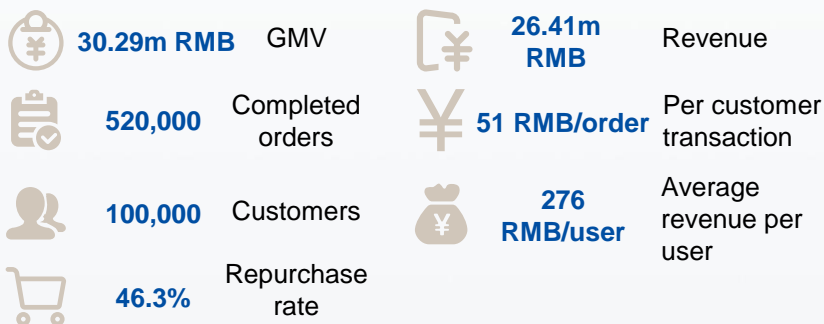 30.29m RMB GMV
26.41m
RMB
Revenue
520,000
Completed
orders
51 RMB/order
Per customer
transaction
100,000 Customers
276
RMB/user
Average
revenue per
user
46.3%
Repurchase
rate